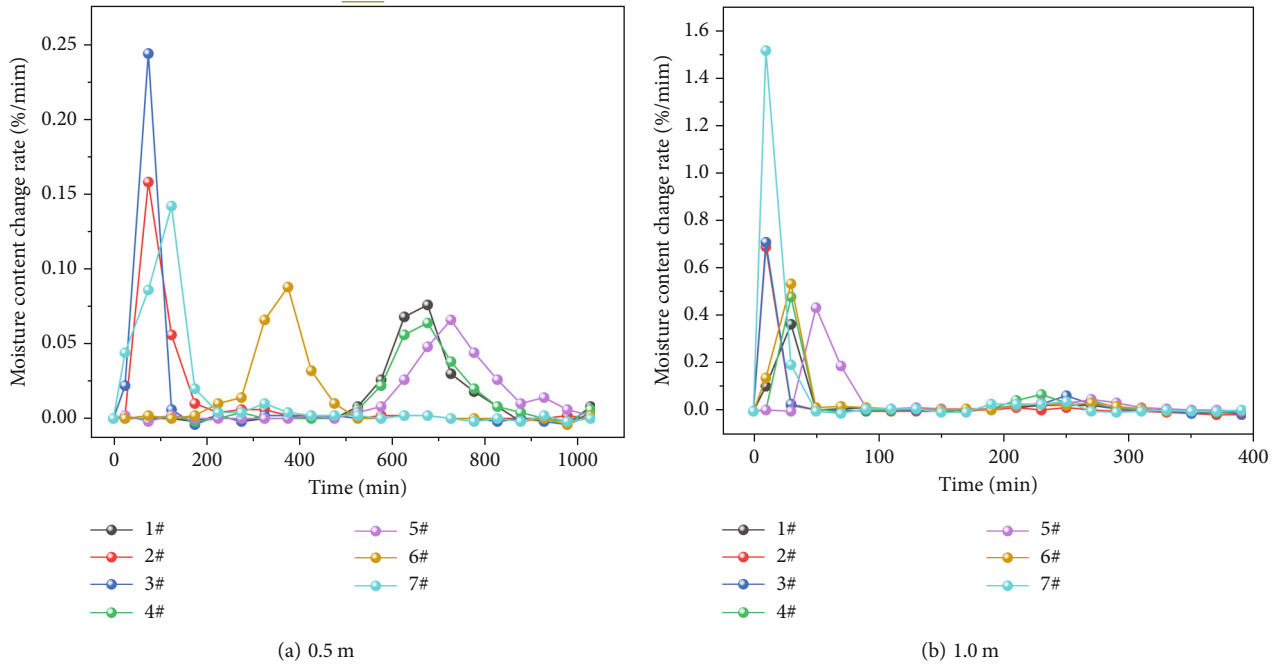 Moisture content change rate (%/mim)
0.25
0.20
0.15
0.10
0.05
0.00
0 200 400 600 800 1000
Time (min)
1# 5#
2# 6#
3# 7#
4#
(a) 0.5 m
Moisture content change rate (%/mim)
1.6
1.4
1.2
1.0
0.8
0.6
0.4
0.2
0.0
0 100 200 300 400
Time (min)
1# 5#
2# 6#
3# 7#
4#
(b) 1.0 m